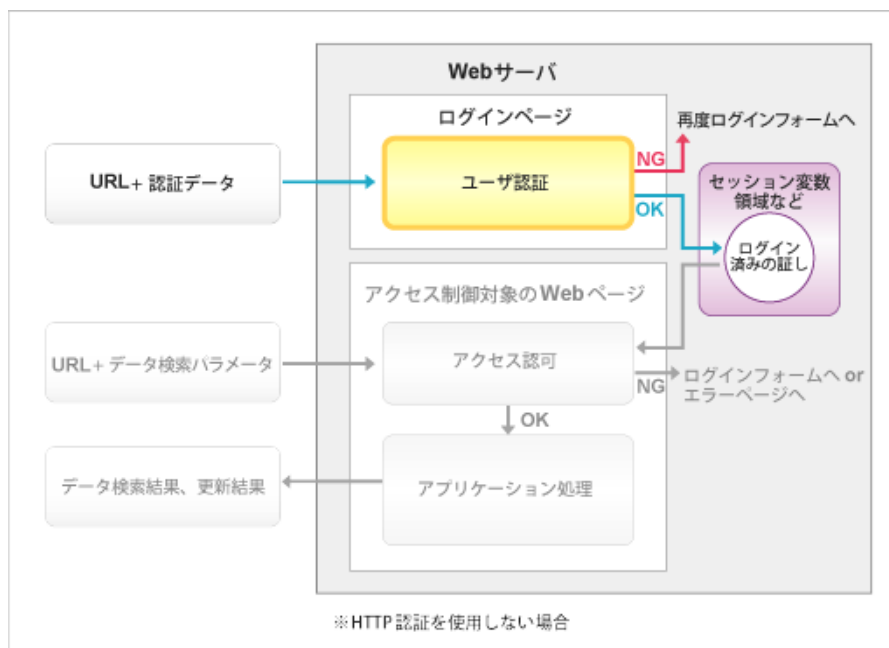 Webサーバ
ログインページ
再度ログインフォームへ
URL+ 認証データ
ユーザ認証
NG
OK
セッション変数
領域など
ログイン
済みの証し
アクセス制御対象のWebページ
URL+データ検索パラメータ
アクセス認可
NG
ログインフォームへ or
エラーページへ
OK
データ検索結果、更新結果
アプリケーション処理
※HTTP認証を使用しない場合